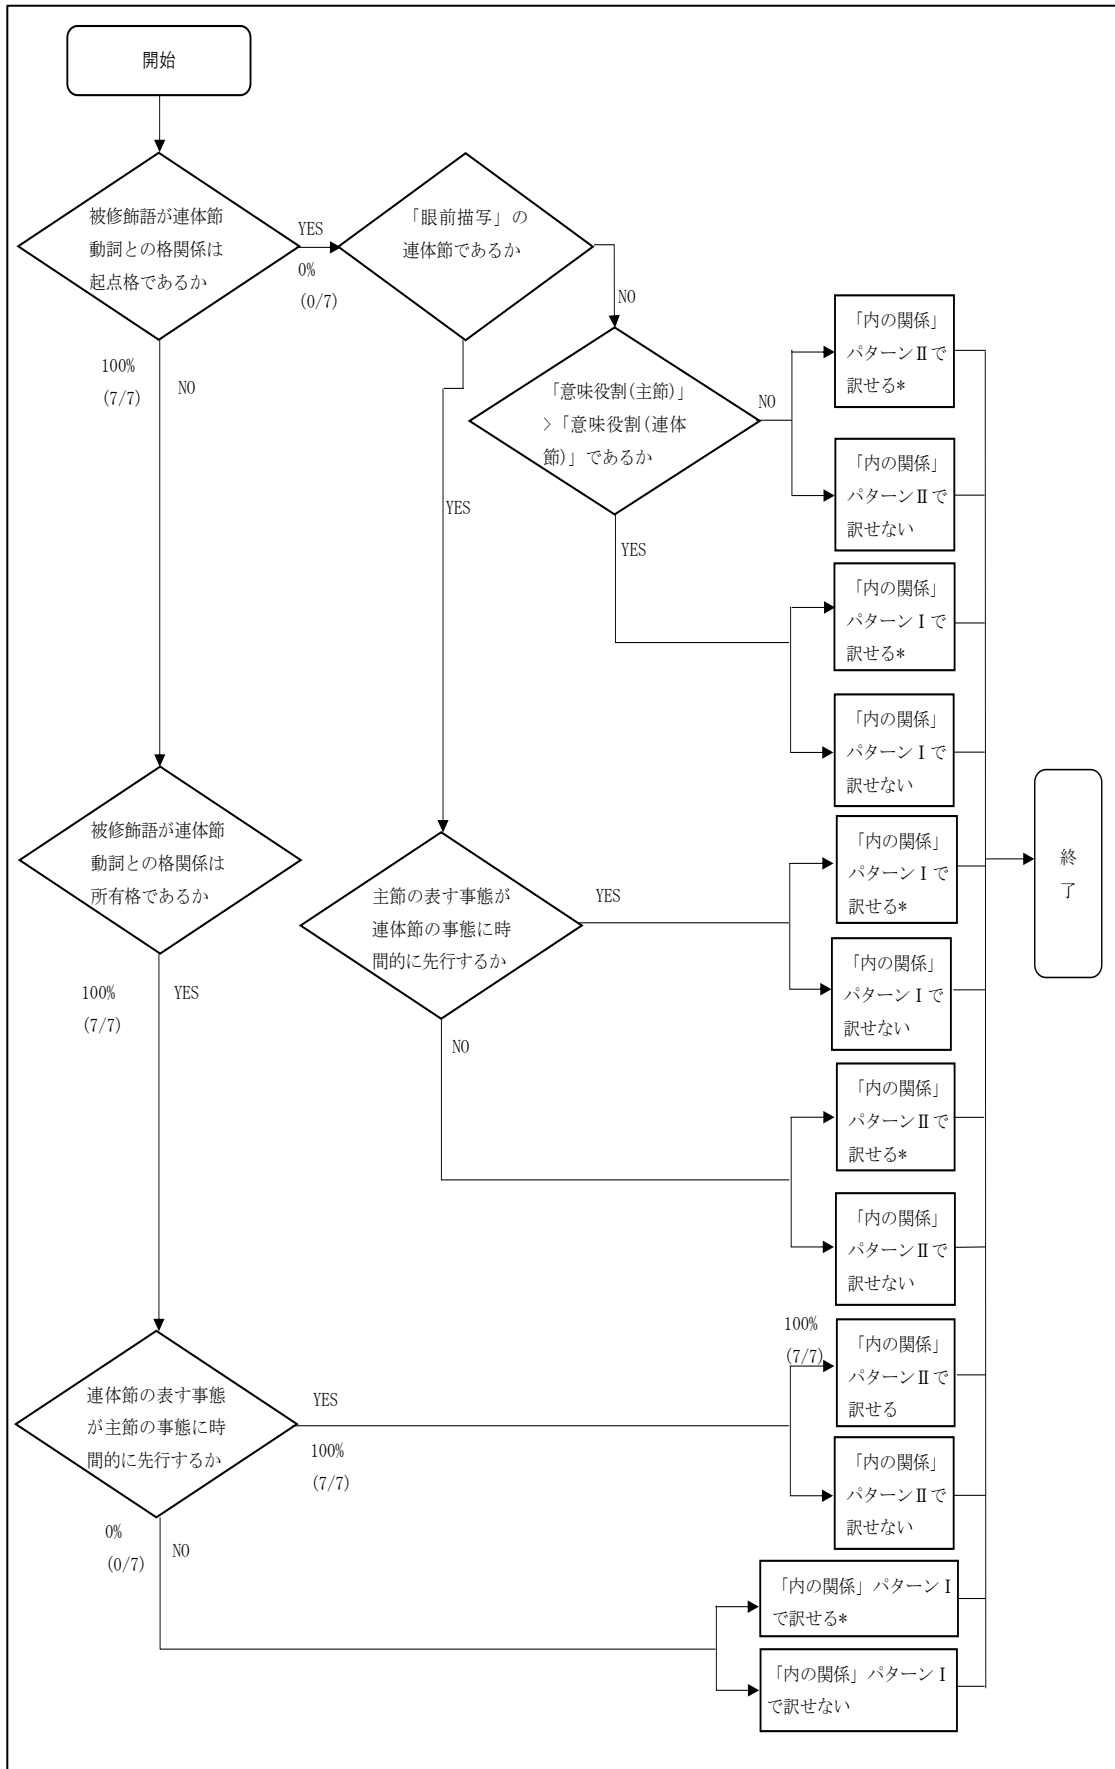 開始
被修飾語が連体節
動詞との格関係は
起点格であるか
YES
0%
(0/7)
100%
(7/7)
NO
「眼前描写」の
連体節であるか
NO
YES
「意味役割(主節)」
>「意味役割(連体
節)」であるか
NO
YES
「内の関係」
パターンⅡで
訳せる*
「内の関係」
パターンⅡで
訳せない
「内の関係」
パターンⅠで
訳せる*
「内の関係」
パターンⅠで
訳せない
被修飾語が連体節
動詞との格関係は
所有格であるか
100%
(7/7)
YES
主節の表す事態が
連体節の事態に時
間的に先行するか
YES
NO
「内の関係」
パターンⅠで
訳せる*
「内の関係」
パターンⅠで
訳せない
「内の関係」
パターンⅡで
訳せる*
「内の関係」
パターンⅡで
訳せない
連体節の表す事態
が主節の事態に時
間的に先行するか
YES
100%
(7/7)
0%
(0/7)
NO
100%
(7/7)
「内の関係」
パターンⅡで
訳せる
「内の関係」
パターンⅡで
訳せない
「内の関係」パターンⅠ
で訳せる*
「内の関係」パターンⅠ
で訳せない
終
了